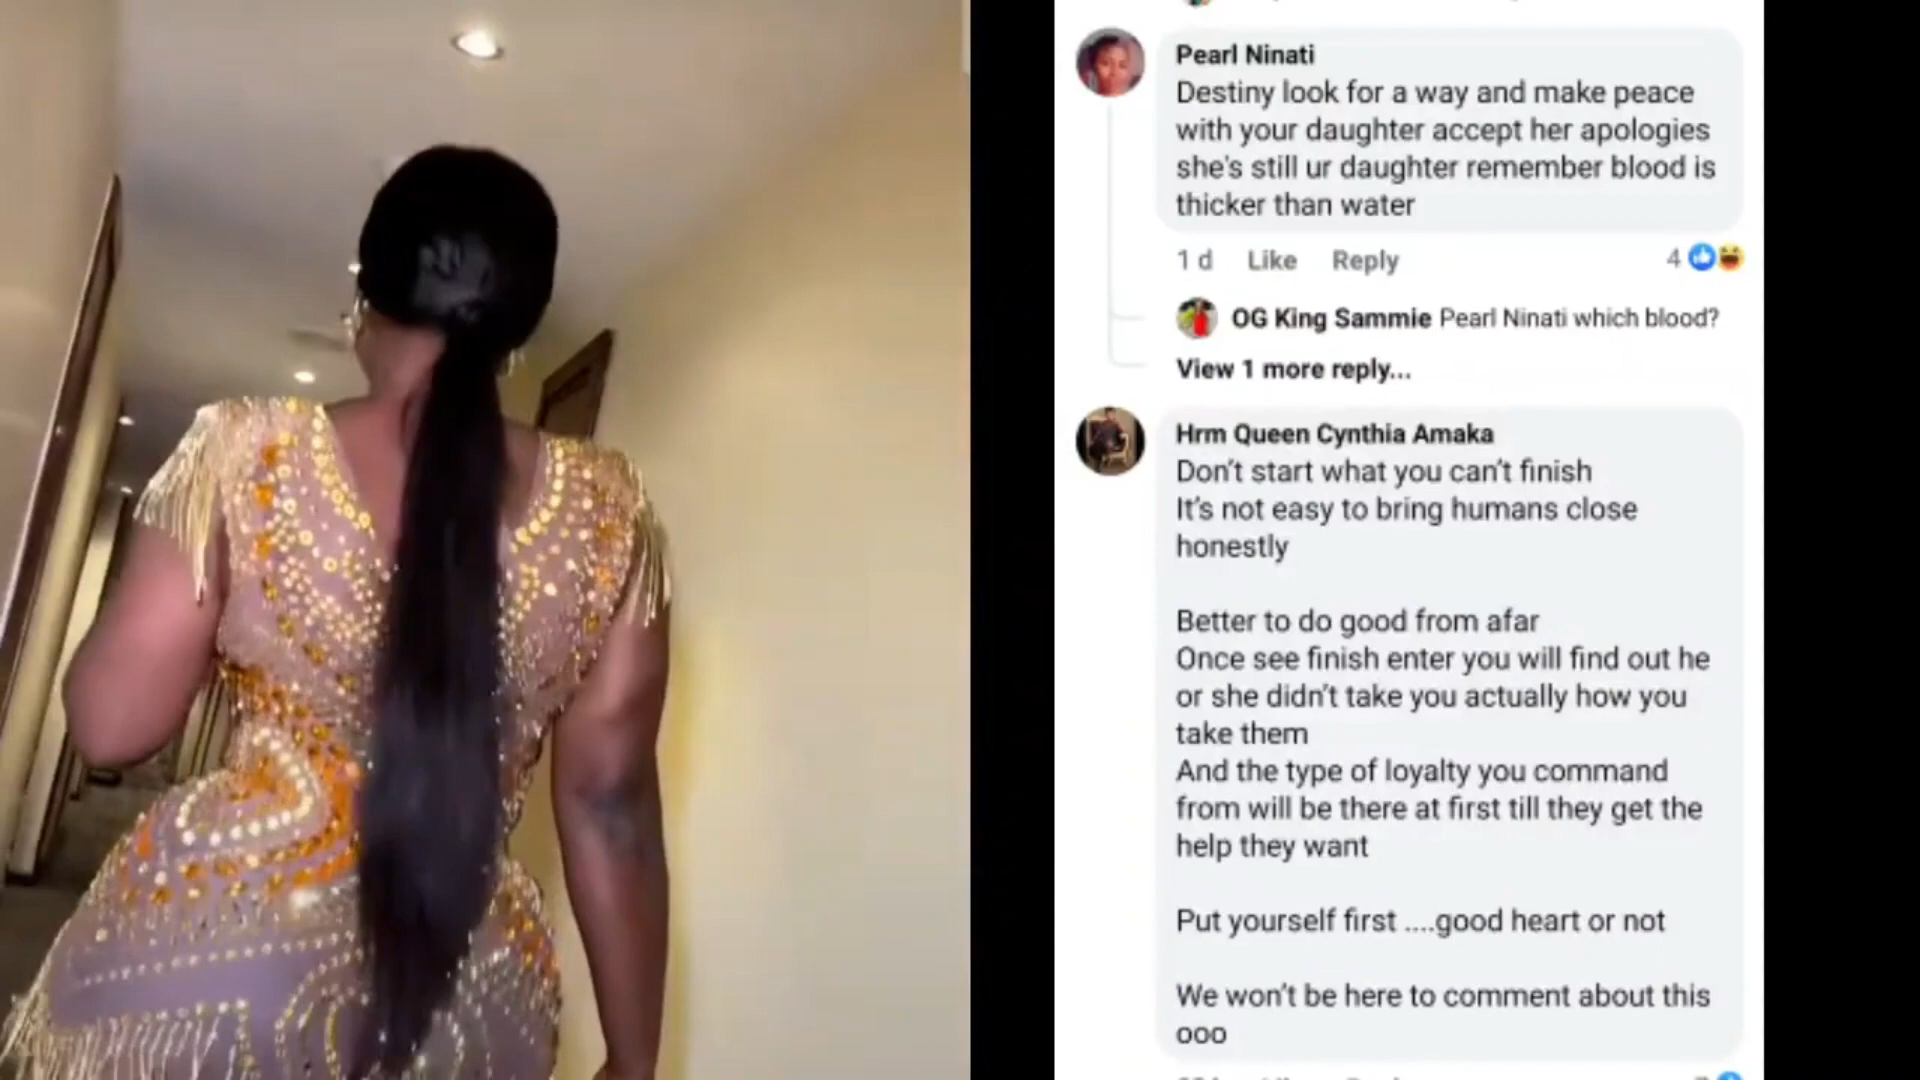 Pearl Ninati
Destiny look for a way and make peace
with your daughter accept her apologies
she's still ur daughter remember blood is
thicker than water
1 d Like Reply 4
OG King Sammie Pearl Ninati which blood?
View 1 more reply...
Hrm Queen Cynthia Amaka
Don't start what you can't finish
It's not easy to bring humans close
honestly
Better to do good from afar
Once see finish enter you will find out he
or she didn't take you actually how you
take them
And the type of loyalty you command
from will be there at first till they get the
help they want
Put yourself first ....good heart or not
We won't be here to comment about this
ooo